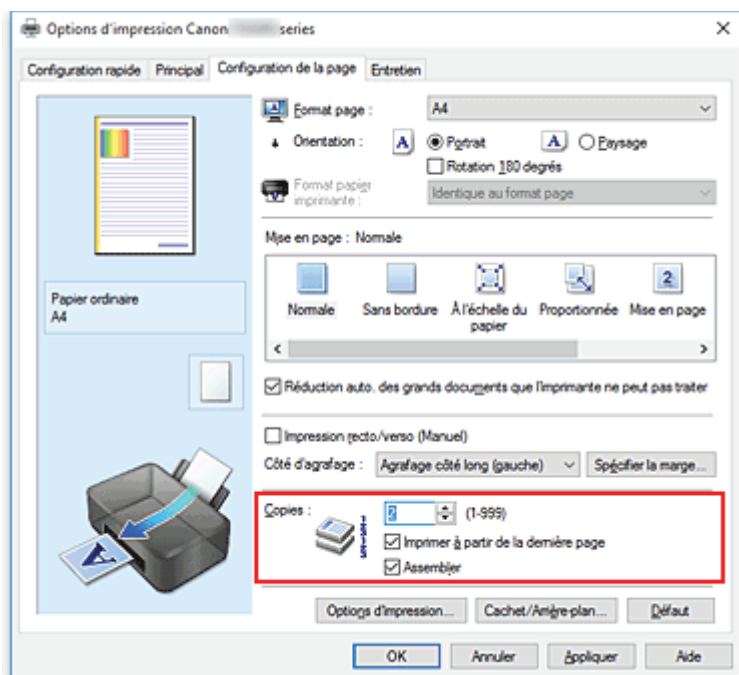 Options d'impression Canon series
Configuration rapide Principal Configuration de la page Entretien
Format page : A4
Orientation : A Portrait A Paysage
Rotation 180 degrés
Format papier
imprimante : Identique au format page
Mise en page : Normale
2
Normale Sans bordure À l'échelle du papier Proportionnée Mise en page
Papier ordinaire
A4
Réduction auto. des grands documents que l'imprimante ne peut pas traiter
Impression recto/verso (Manuel)
Côté d'agrafage : Agrafage côté long (gauche) Spécifier la marge...
Copies : 2 (1-999)
Imprimer à partir de la dernière page
Assembler
A
Options d'impression... Cachet/Arrière-plan... Défaut
OK Annuler Appliquer Aide